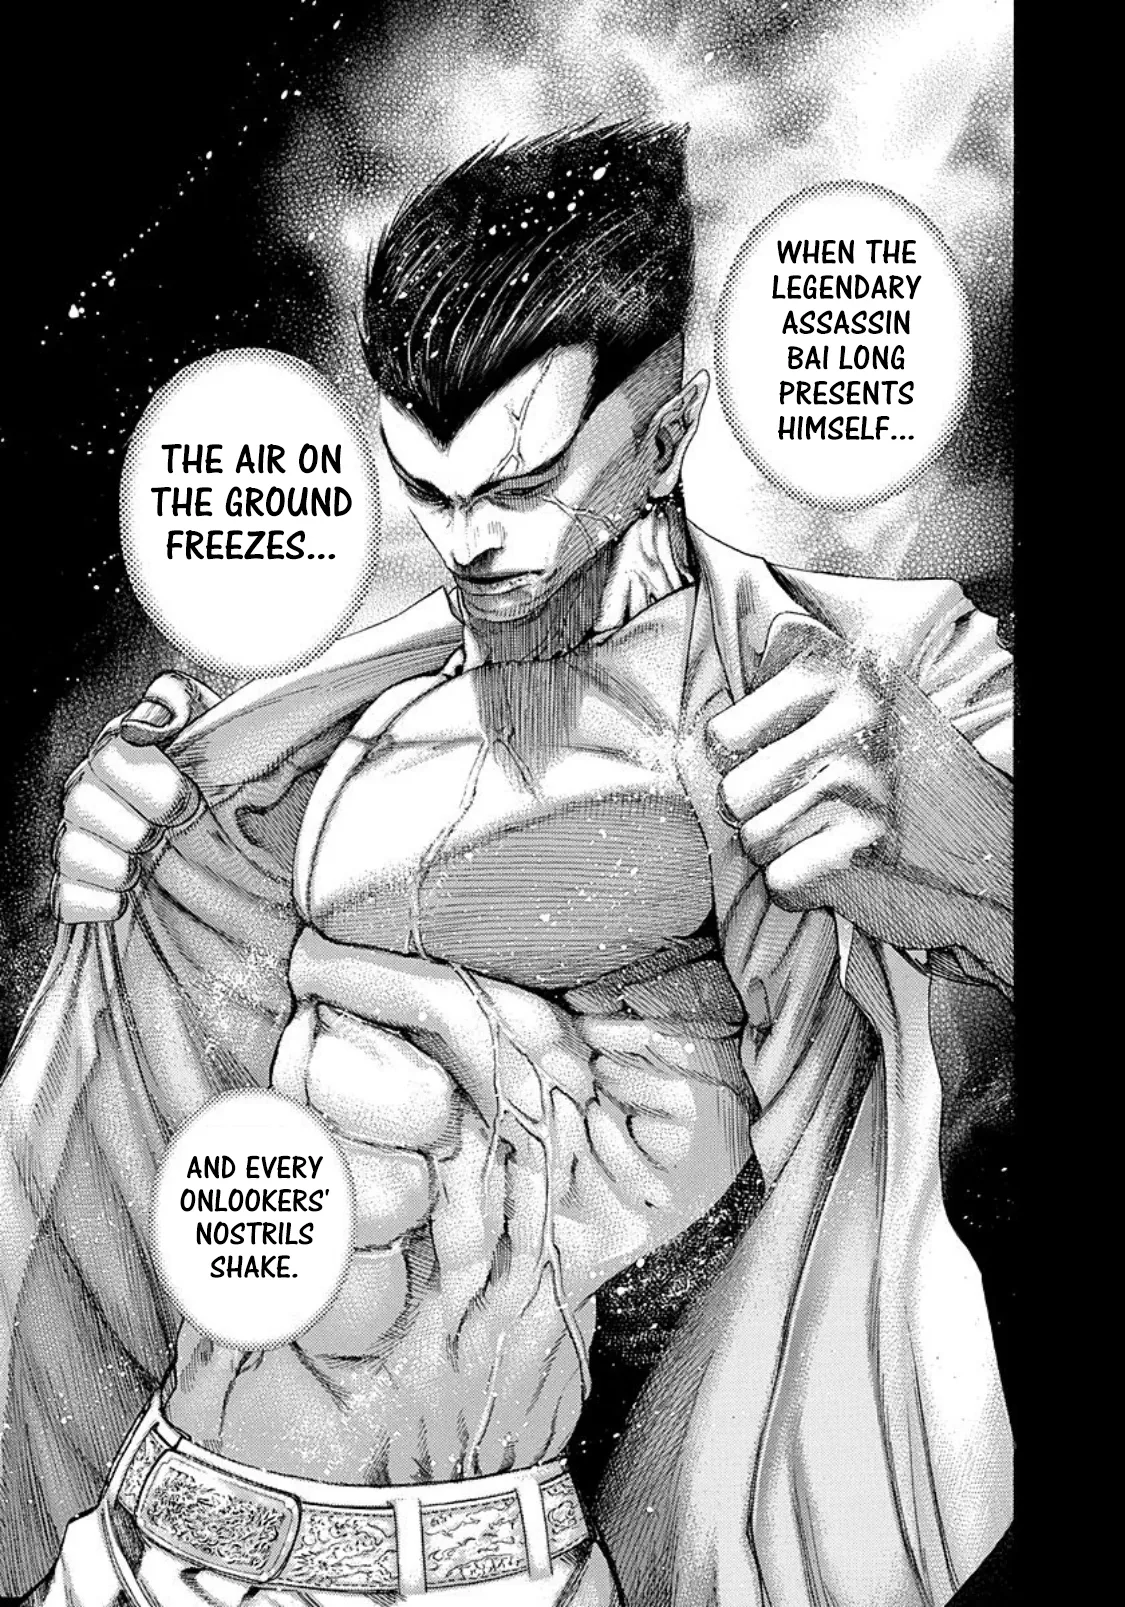 WHEN THE
LEGENDARY
ASSASSIN
BAI LONG
PRESENTS
HIMSELF...
THE AIR ON
THE GROUND
FREEZES...
AND EVERY
ONLOOKERS'
NOSTRILS
SHAKE.